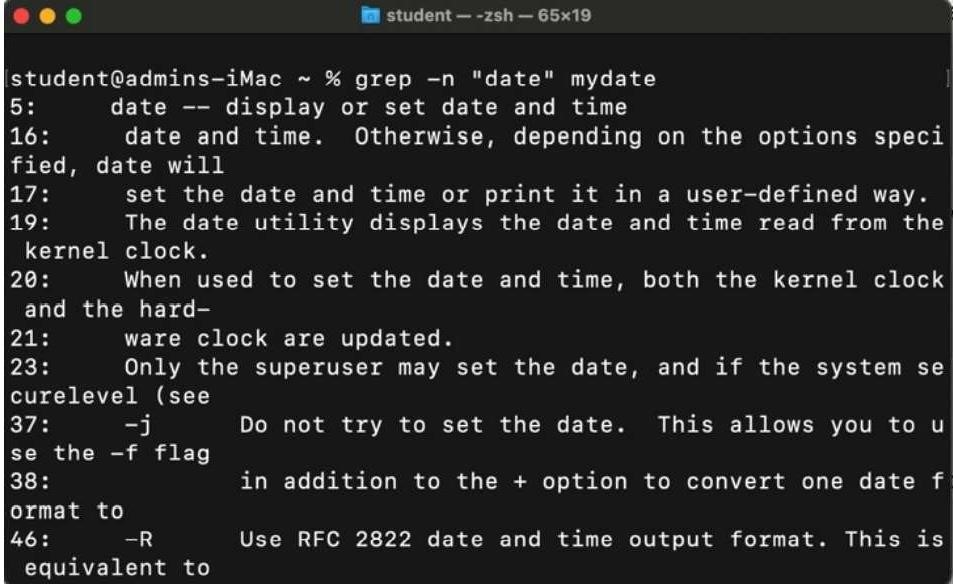 student — -zsh — 65×19
student@admins-iMac ~ % grep -n "date" mydate
5:      date -- display or set date and time
16:      date and time.  Otherwise, depending on the options speci
fied, date will
17:      set the date and time or print it in a user-defined way.
19:      The date utility displays the date and time read from the
 kernel clock.
20:      When used to set the date and time, both the kernel clock
 and the hard-
21:      ware clock are updated.
23:      Only the superuser may set the date, and if the system se
curelevel (see
37:      -j      Do not try to set the date.  This allows you to u
se the -f flag
38:              in addition to the + option to convert one date f
ormat to
46:      -R      Use RFC 2822 date and time output format. This is
 equivalent to